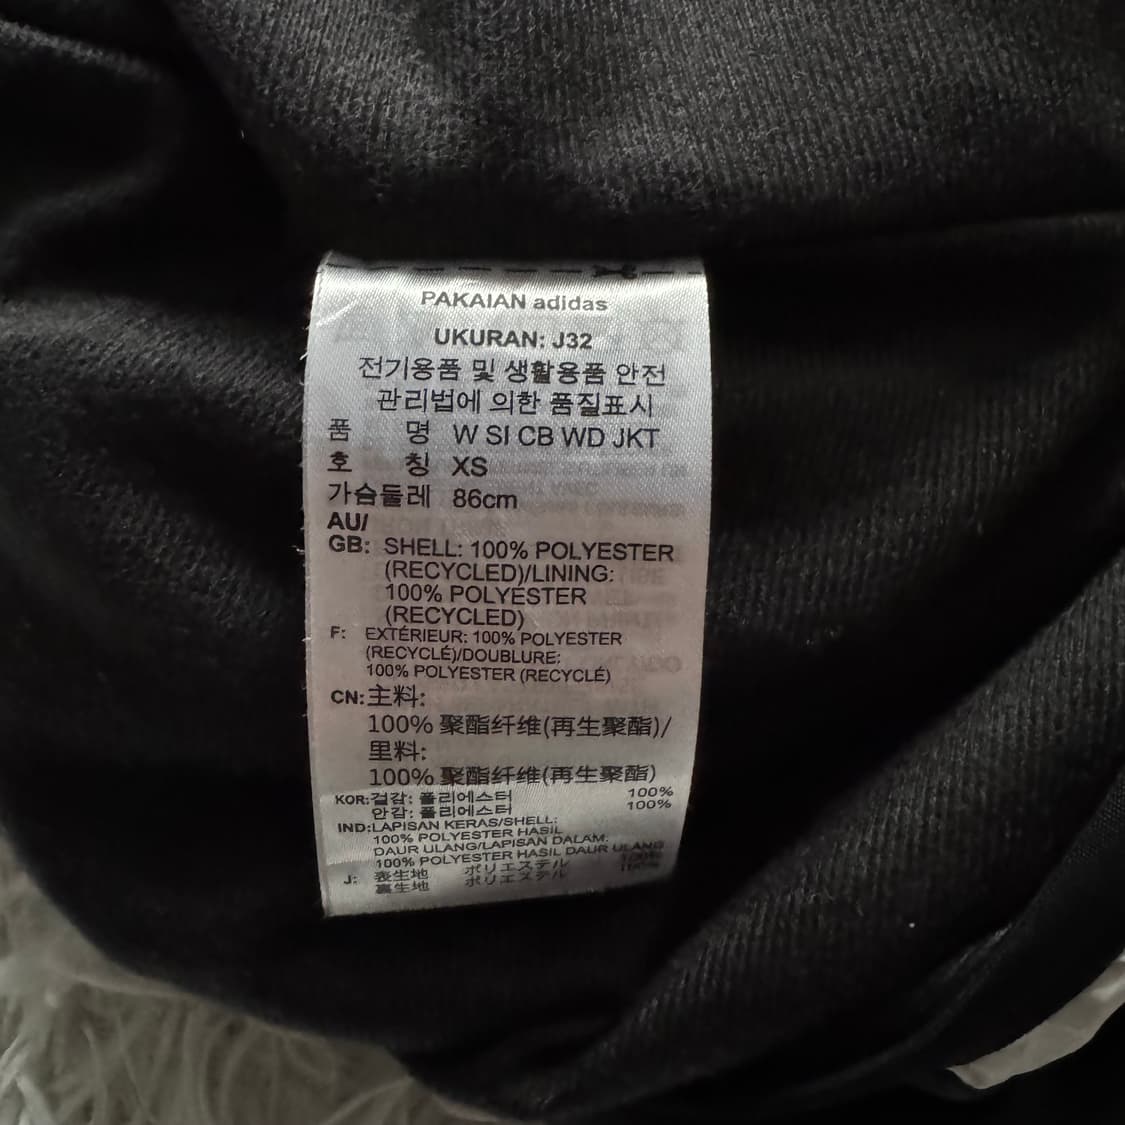 PAKAIAN adidas
UKURAN: J32
전기용품 및 생활용품 안전
관리법에 의한 품질표시
품 명 W SI CB WD JKT
호 칭 XS
가슴둘레 86cm
AU/
GB: SHELL: 100% POLYESTER
(RECYCLED)/LINING:
100% POLYESTER
(RECYCLED)
F: EXTÉRIEUR: 100% POLYESTER
(RECYCLÉ)/DOUBLURE:
100% POLYESTER (RECYCLÉ)
CN: 主料:
100% 聚酯纤维(再生聚酯)/
里料:
100% 聚酯纤维(再生聚酯)
KOR: 겉감: 폴리에스터 100%
안감: 폴리에스터 100%
IND: LAPISAN KERAS/SHELL:
100% POLYESTER HASIL
DAUR ULANG/LAPISAN DALAM:
100% POLYESTER HASIL DAUR ULANG
J: 表生地 ポリエステル 100%
裏生地 ポリエステル 100%